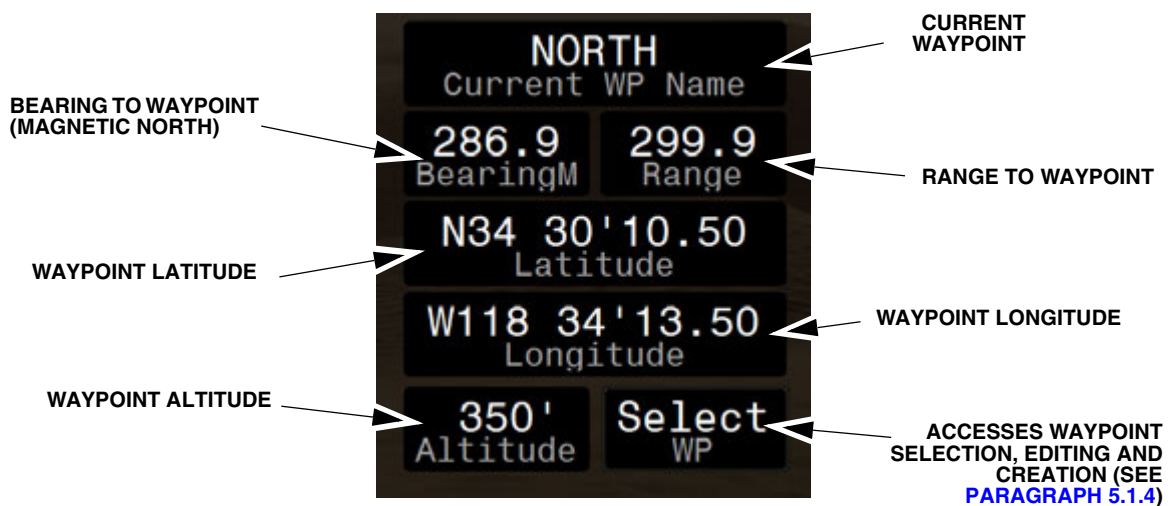 CURRENT
WAYPOINT
NORTH
Current WP Name
BEARING TO WAYPOINT
(MAGNETIC NORTH)
286.9
BearingM
299.9
Range
RANGE TO WAYPOINT
N34 30'10.50
Latitude
WAYPOINT LATITUDE
W118 34'13.50
Longitude
WAYPOINT LONGITUDE
WAYPOINT ALTITUDE
350'
Altitude
Select
WP
ACCESSES WAYPOINT
SELECTION, EDITING AND
CREATION (SEE
PARAGRAPH 5.1.4)